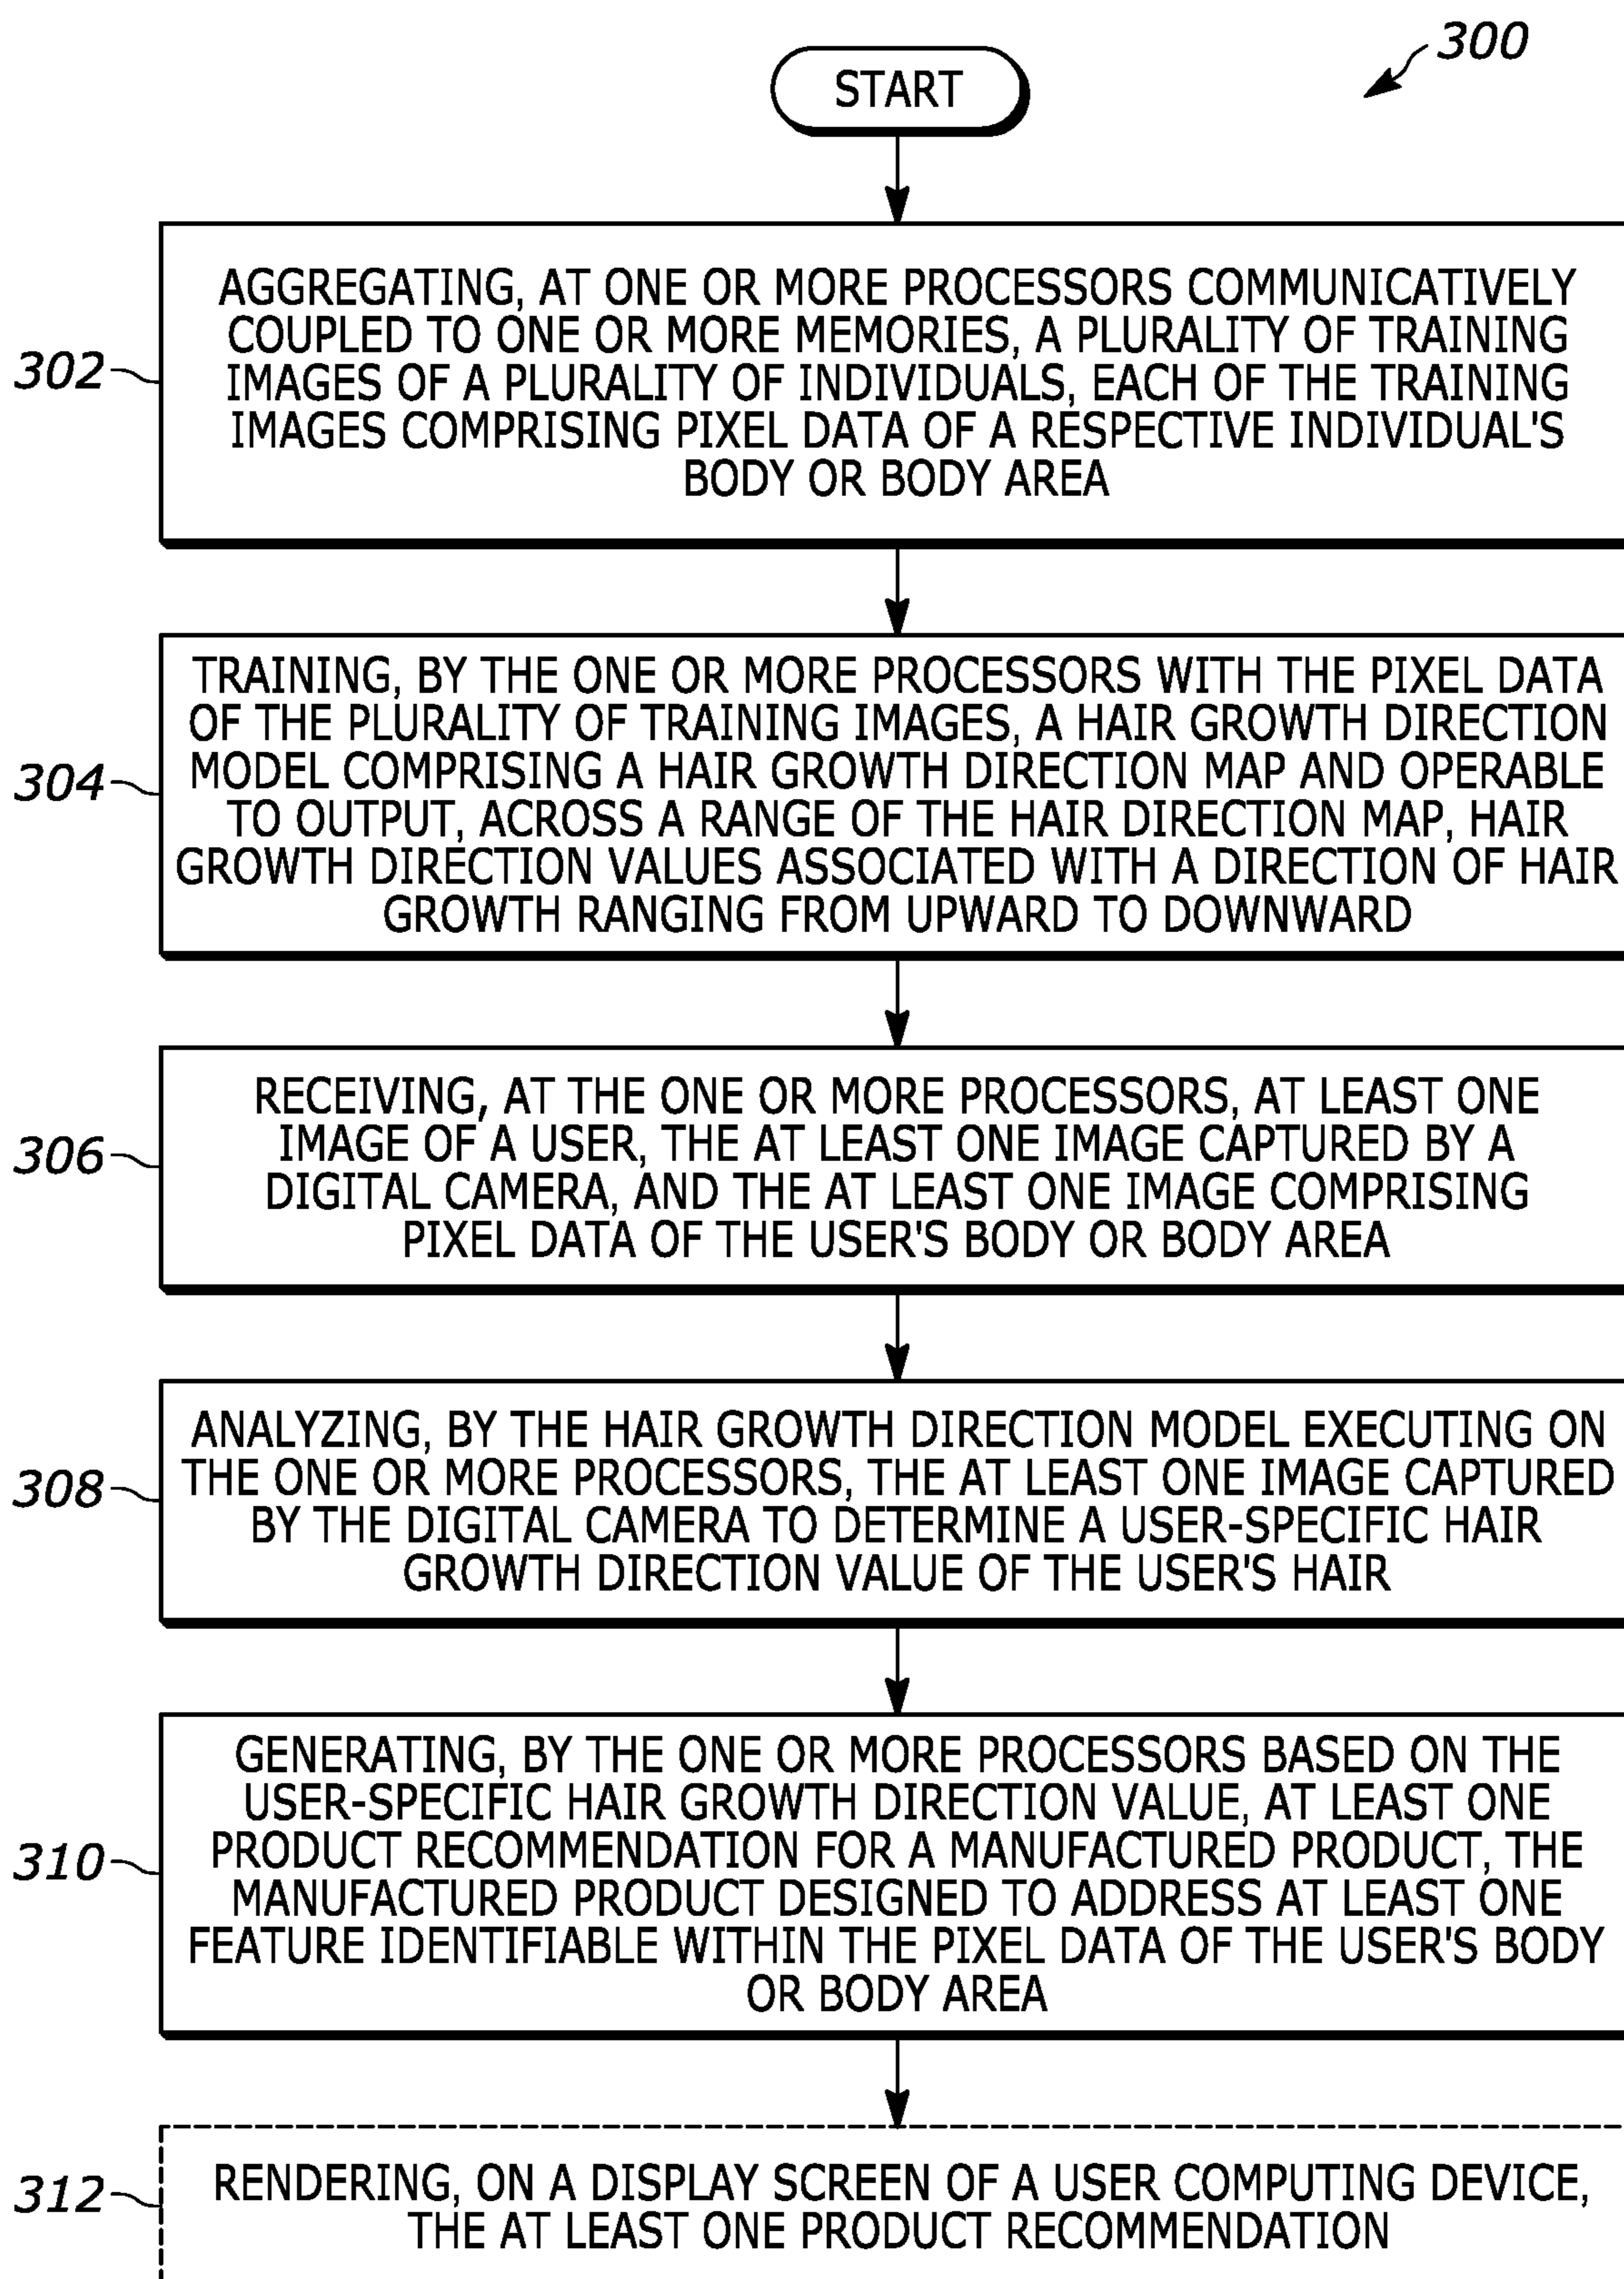 300
START
302
AGGREGATING, AT ONE OR MORE PROCESSORS COMMUNICATIVELY
COUPLED TO ONE OR MORE MEMORIES, A PLURALITY OF TRAINING
IMAGES OF A PLURALITY OF INDIVIDUALS, EACH OF THE TRAINING
IMAGES COMPRISING PIXEL DATA OF A RESPECTIVE INDIVIDUAL'S
BODY OR BODY AREA
304
TRAINING, BY THE ONE OR MORE PROCESSORS WITH THE PIXEL DATA
OF THE PLURALITY OF TRAINING IMAGES, A HAIR GROWTH DIRECTION
MODEL COMPRISING A HAIR GROWTH DIRECTION MAP AND OPERABLE
TO OUTPUT, ACROSS A RANGE OF THE HAIR DIRECTION MAP, HAIR
GROWTH DIRECTION VALUES ASSOCIATED WITH A DIRECTION OF HAIR
GROWTH RANGING FROM UPWARD TO DOWNWARD
306
RECEIVING, AT THE ONE OR MORE PROCESSORS, AT LEAST ONE
IMAGE OF A USER, THE AT LEAST ONE IMAGE CAPTURED BY A
DIGITAL CAMERA, AND THE AT LEAST ONE IMAGE COMPRISING
PIXEL DATA OF THE USER'S BODY OR BODY AREA
308
ANALYZING, BY THE HAIR GROWTH DIRECTION MODEL EXECUTING ON
THE ONE OR MORE PROCESSORS, THE AT LEAST ONE IMAGE CAPTURED
BY THE DIGITAL CAMERA TO DETERMINE A USER-SPECIFIC HAIR
GROWTH DIRECTION VALUE OF THE USER'S HAIR
310
GENERATING, BY THE ONE OR MORE PROCESSORS BASED ON THE
USER-SPECIFIC HAIR GROWTH DIRECTION VALUE, AT LEAST ONE
PRODUCT RECOMMENDATION FOR A MANUFACTURED PRODUCT, THE
MANUFACTURED PRODUCT DESIGNED TO ADDRESS AT LEAST ONE
FEATURE IDENTIFIABLE WITHIN THE PIXEL DATA OF THE USER'S BODY
OR BODY AREA
312
RENDERING, ON A DISPLAY SCREEN OF A USER COMPUTING DEVICE,
THE AT LEAST ONE PRODUCT RECOMMENDATION